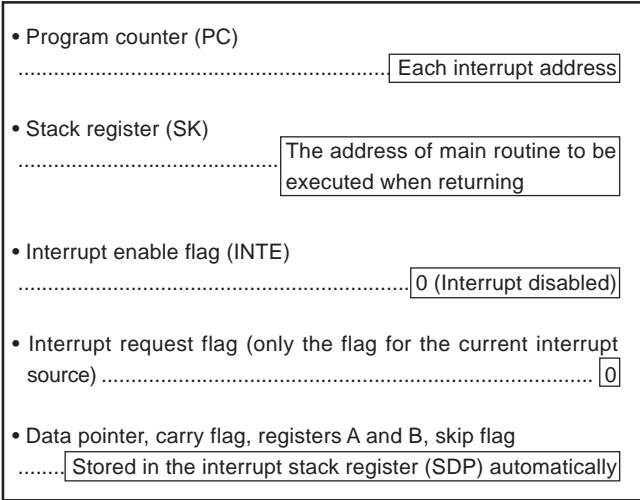 • Program counter (PC)
............................................................... Each interrupt address
• Stack register (SK)
............................................ The address of main routine to be
executed when returning
• Interrupt enable flag (INTE)
.................................................................. 0 (Interrupt disabled)
• Interrupt request flag (only the flag for the current interrupt
source) ................................................................................... 0
• Data pointer, carry flag, registers A and B, skip flag
........ Stored in the interrupt stack register (SDP) automatically